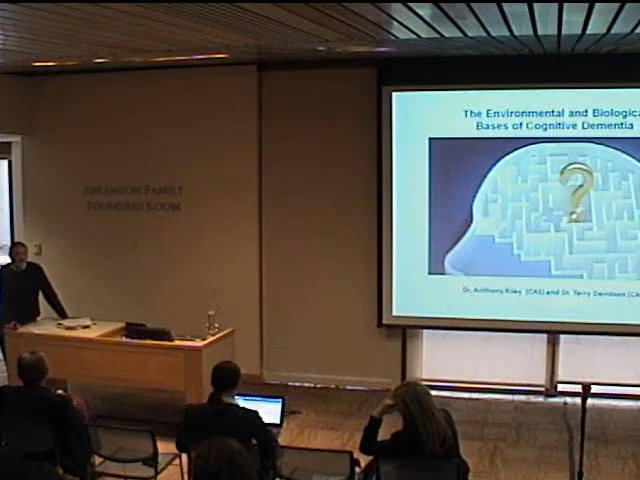 The Environmental and Biologica
Bases of Cognitive Dementia
ABRAMSON FAMILY
FOUNDERS ROOM
?
Dr. Anthony Riley (CAS) and Dr. Terry Davidson (CA